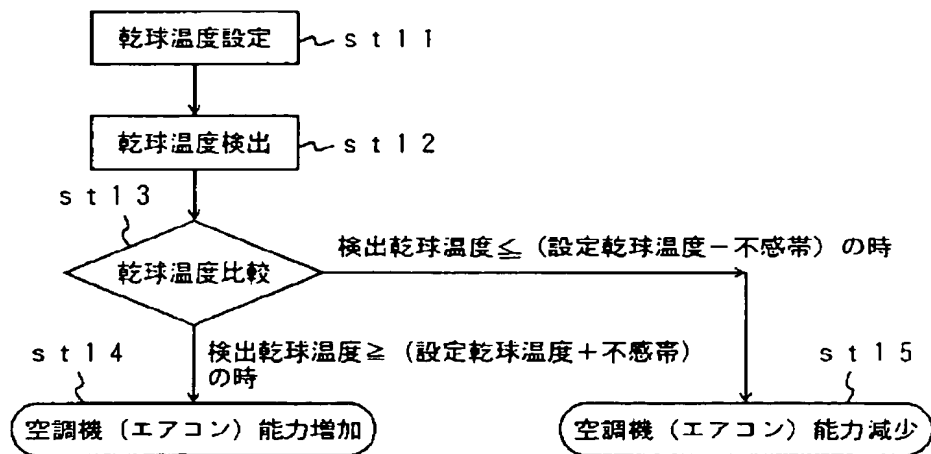 乾球温度設定
st11
乾球温度検出
st12
st13
乾球温度比較
検出乾球温度≦(設定乾球温度－不感帯)の時
検出乾球温度≧(設定乾球温度＋不感帯)
の時
st14
st15
空調機(エアコン)能力増加
空調機(エアコン)能力減少